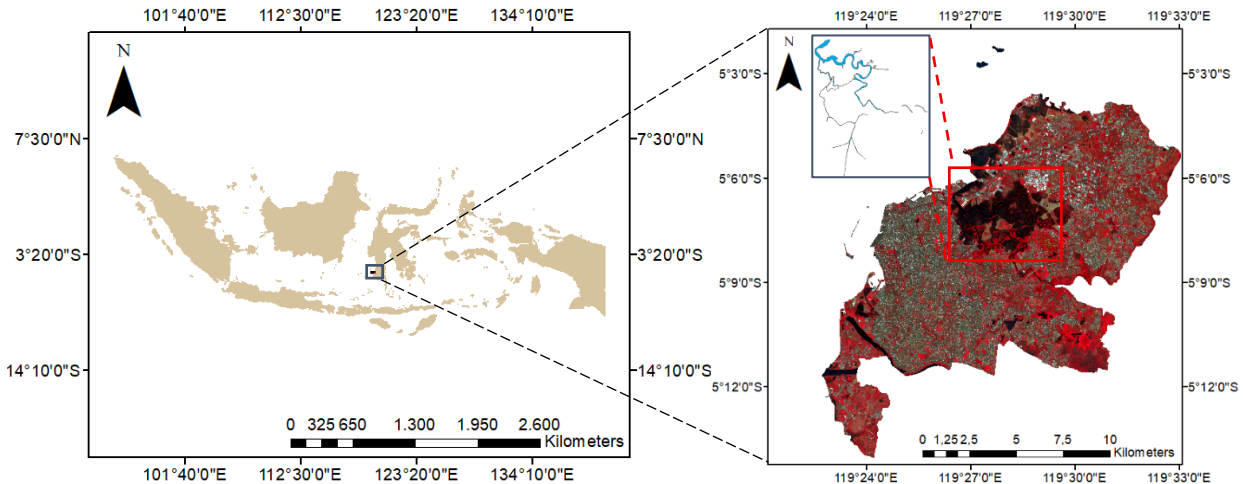 101°40'0"E 112°30'0"E 123°20'0"E 134°10'0"E
N
7°30'0"N 7°30'0"N
3°20'0"S 3°20'0"S
14°10'0"S 14°10'0"S
0 325 650 1.300 1.950 2.600
Kilometers
101°40'0"E 112°30'0"E 123°20'0"E 134°10'0"E
119°24'0"E 119°27'0"E 119°30'0"E 119°33'0"E
N
5°3'0"S 5°3'0"S
5°6'0"S 5°6'0"S
5°9'0"S 5°9'0"S
5°12'0"S 5°12'0"S
0 1,25 2,5 5 7,5 10
Kilometers
119°24'0"E 119°27'0"E 119°30'0"E 119°33'0"E